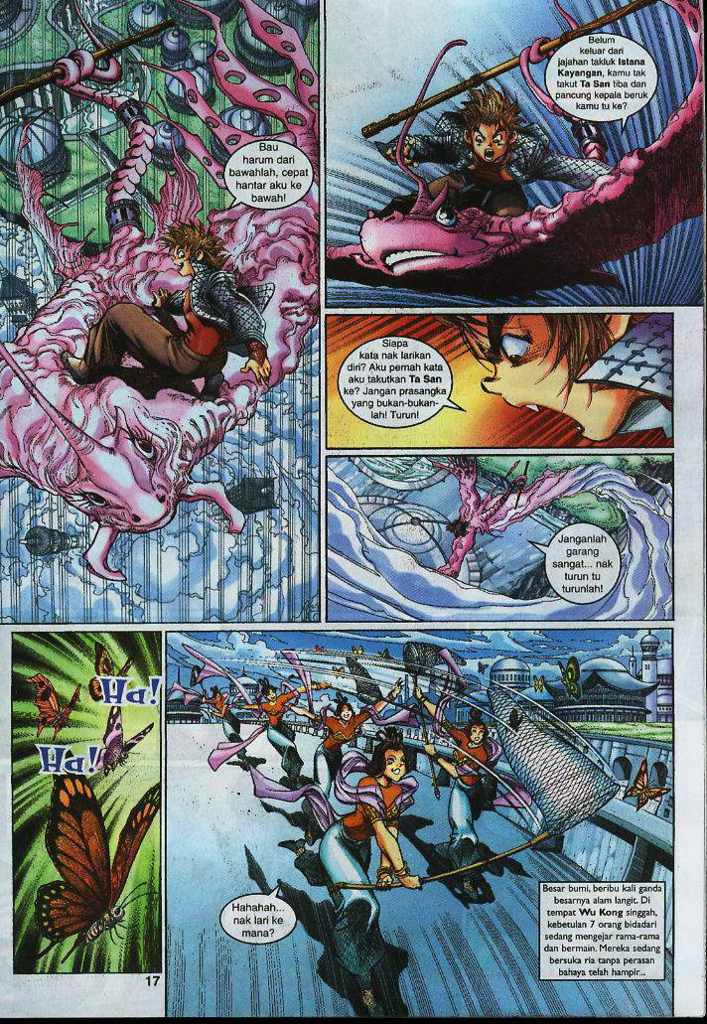 Bau
harum dari
bawahlah, cepat
hantar aku ke
bawah!
Belum
keluar dari
jajahan takluk Istana
Kayangan, kamu tak
takut Ta San tiba dan
pancung kepala beruk
kamu tu ke?
Siapa
kata nak larikan
diri? Aku pernah kata
aku takutkan Ta San
ke? Jangan prasangka
yang bukan-bukan-
lah! Turun!
Janganlah
garang
sangat... nak
turun tu
turunlah!
Ha!
Ha!
Hahahah...
nak lari ke
mana?
Besar bumi, beribu kali ganda
besarnya alam langit. Di
tempat Wu Kong singgah,
kebetulan 7 orang bidadari
sedang mengejar rama-rama
dan bermain. Mereka sedang
bersuka ria tanpa perasan
bahaya telah hampir...
17